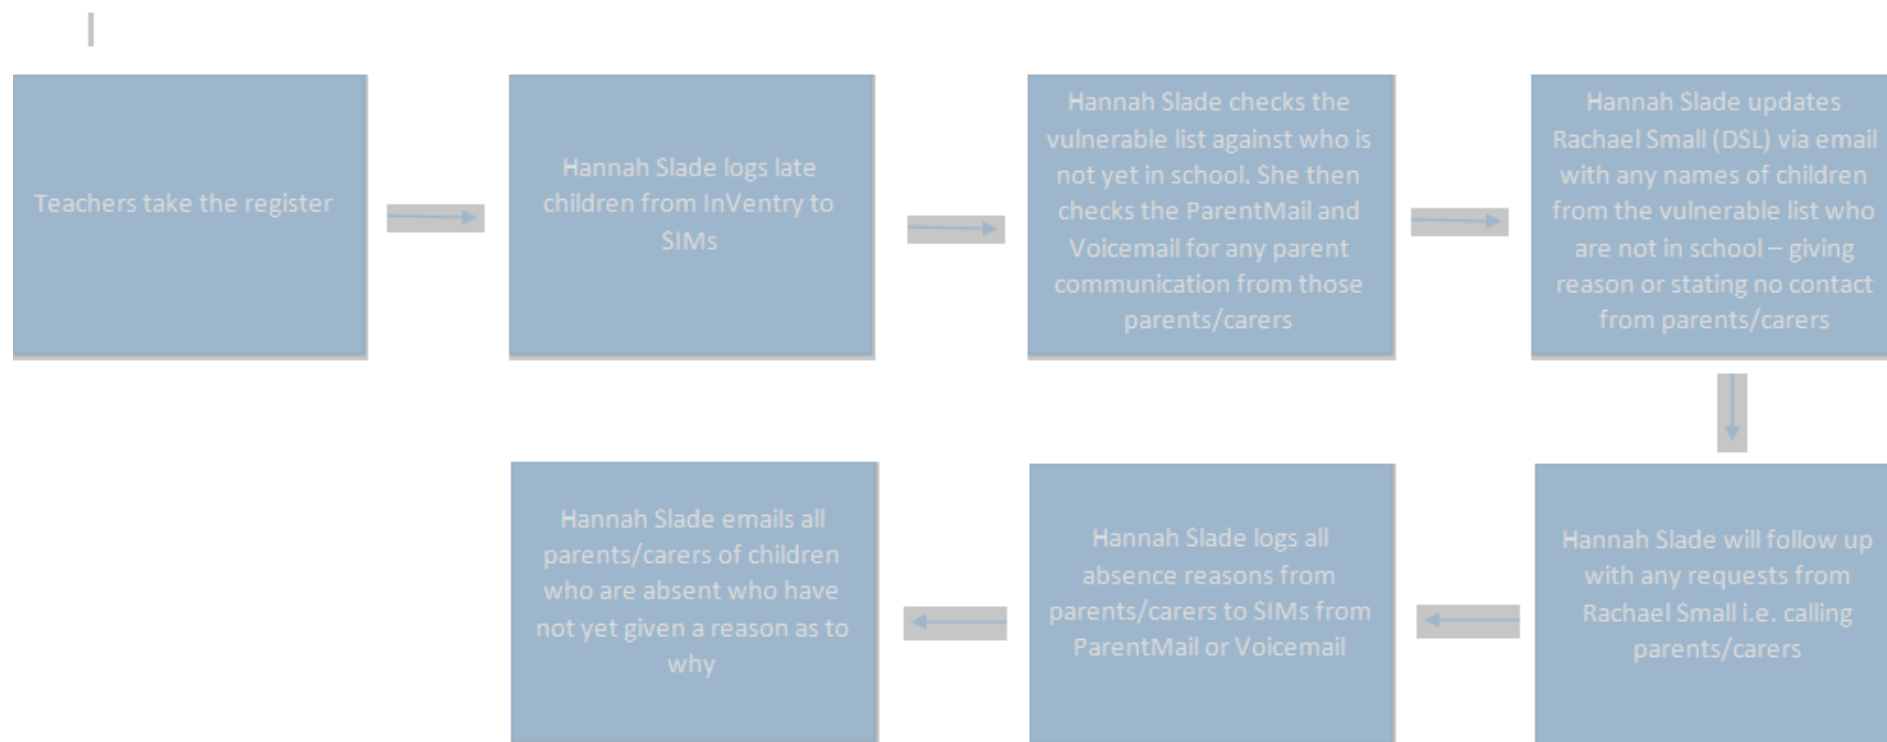 Teachers take the register
Hannah Slade logs late
children from InVentry to
SIMs
Hannah Slade checks the
vulnerable list against who is
not yet in school. She then
checks the ParentMail and
Voicemail for any parent
communication from those
parents/carers
Hannah Slade updates
Rachael Small (DSL) via email
with any names of children
from the vulnerable list who
are not in school – giving
reason or stating no contact
from parents/carers
Hannah Slade will follow up
with any requests from
Rachael Small i.e. calling
parents/carers
Hannah Slade logs all
absence reasons from
parents/carers to SIMs from
ParentMail or Voicemail
Hannah Slade emails all
parents/carers of children
who are absent who have
not yet given a reason as to
why